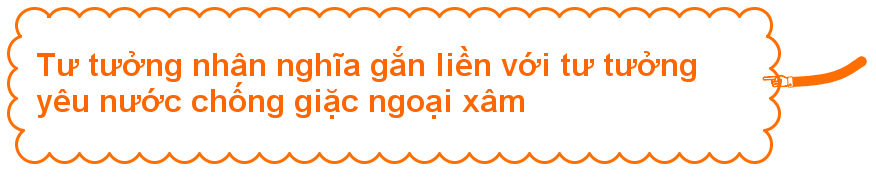 Tư tưởng nhân nghĩa gắn liền với tư tưởng
yêu nước chống giặc ngoại xâm